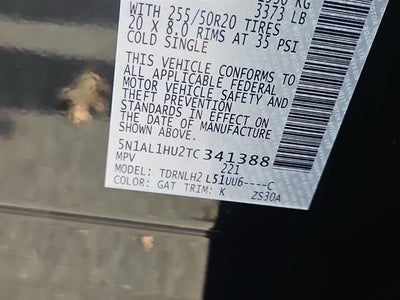 KG
3373 LB
WITH 255/50R20 TIRES
20 X 8.0 RIMS AT 35 PSI
COLD SINGLE
THIS VEHICLE CONFORMS TO
ALL APPLICABLE FEDERAL
MOTOR VEHICLE SAFETY AND
THEFT PREVENTION
STANDARDS IN EFFECT ON
THE DATE OF MANUFACTURE
SHOWN ABOVE.
5N1AL1HU2TC341388
MPV 221
MODEL: TDRNLH2 L51UU6----C
COLOR: GAT TRIM: K ZS30A